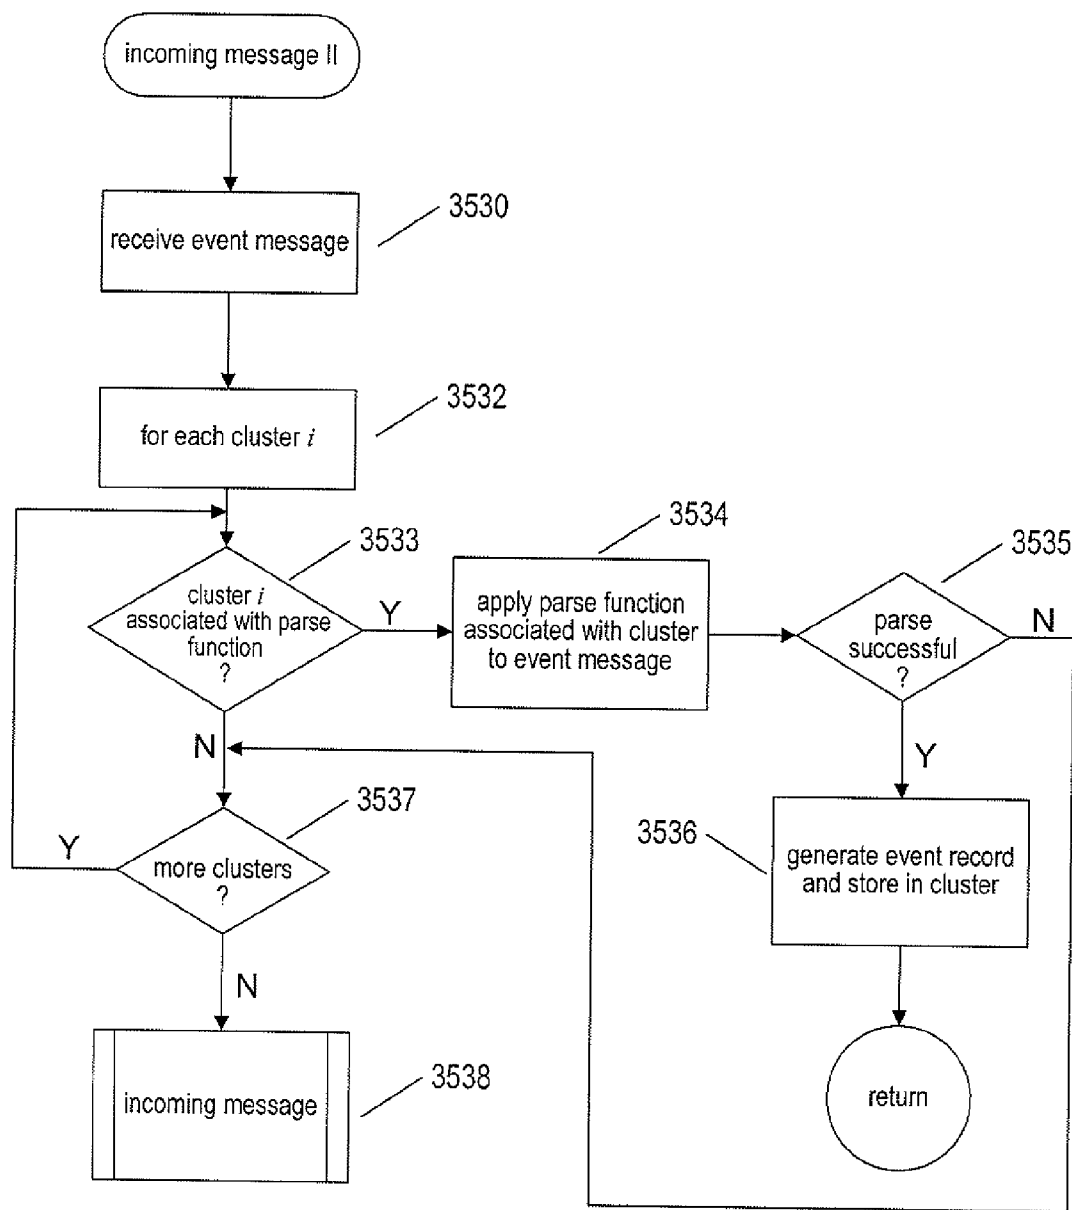 incoming message II
3530
receive event message
3532
for each cluster i
3533
cluster i
associated with parse
function
?
Y
3534
apply parse function
associated with cluster
to event message
3535
parse
successful
?
N
N
Y
3537
more clusters
?
Y
3536
generate event record
and store in cluster
N
3538
incoming message
return